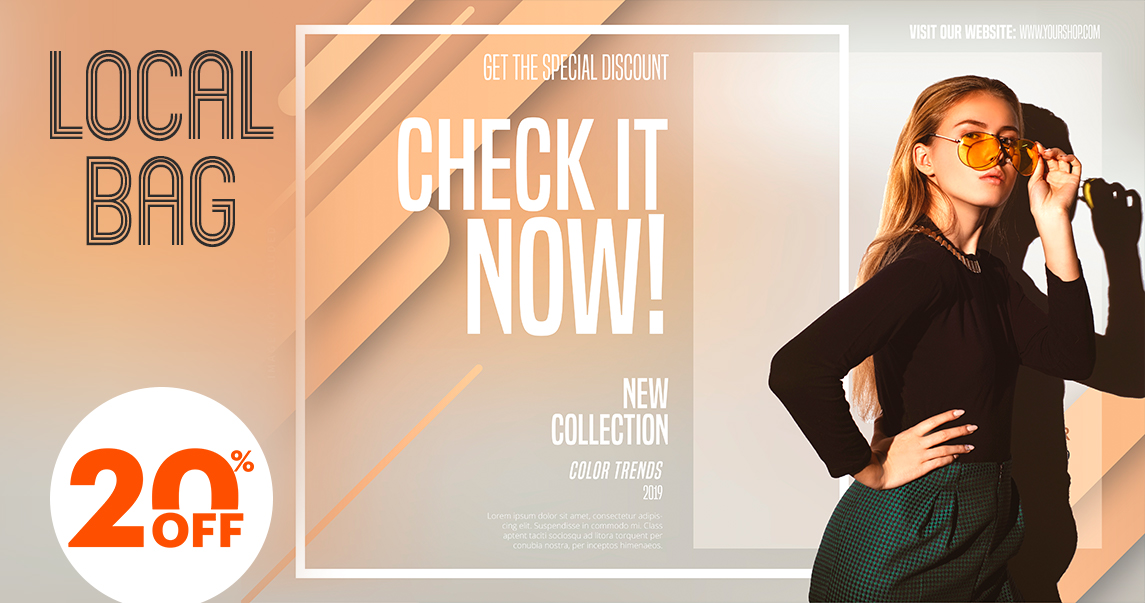 LOCAL
BAG
VISIT OUR WEBSITE: WWW.YOURSHOP.COM
GET THE SPECIAL DISCOUNT
CHECK IT
NOW!
NEW
COLLECTION
COLOR TRENDS
2019
Lorem ipsum dolor sit amet, consectetur adipis-
cing elit. Suspendisse in commodo mi. Class
aptent taciti sociosqu ad litora torquent per
conubia nostra, per inceptos himenaeos.
20%
OFF